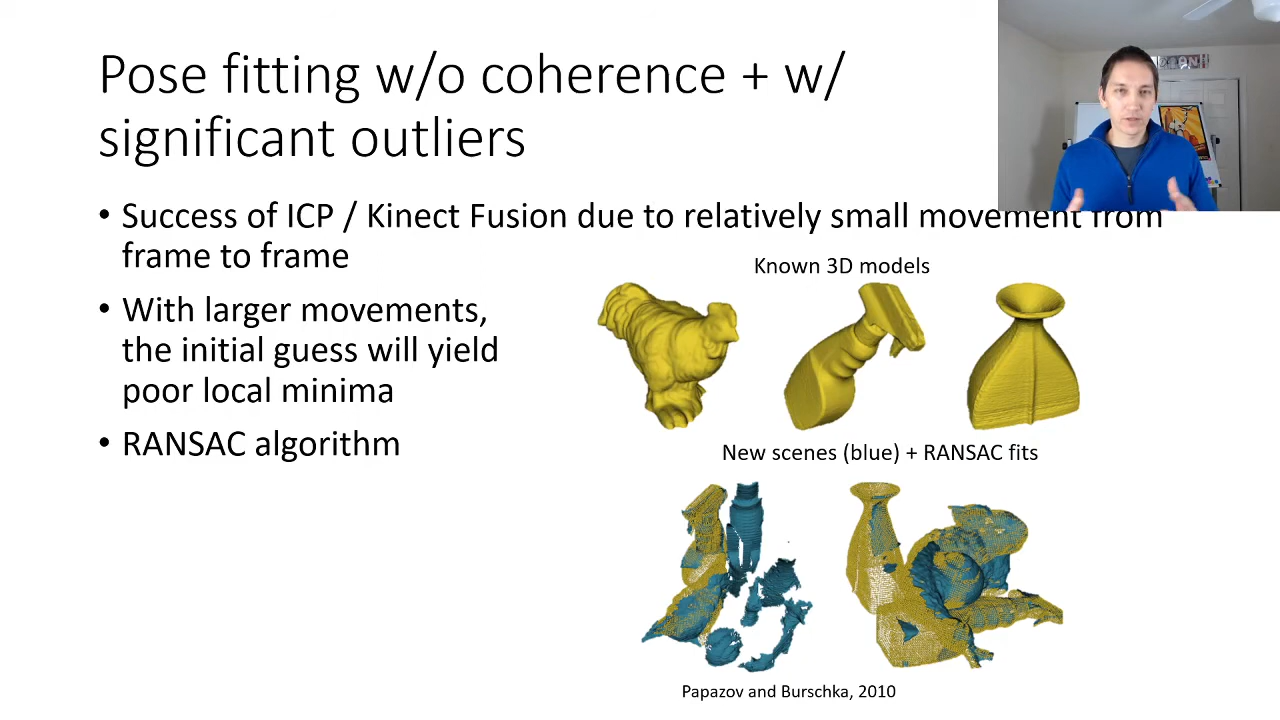 Pose fitting w/o coherence + w/
significant outliers
• Success of ICP / Kinect Fusion due to relatively small movement from
frame to frame
Known 3D models
• With larger movements,
the initial guess will yield
poor local minima
• RANSAC algorithm
New scenes (blue) + RANSAC fits
Papazov and Burschka, 2010